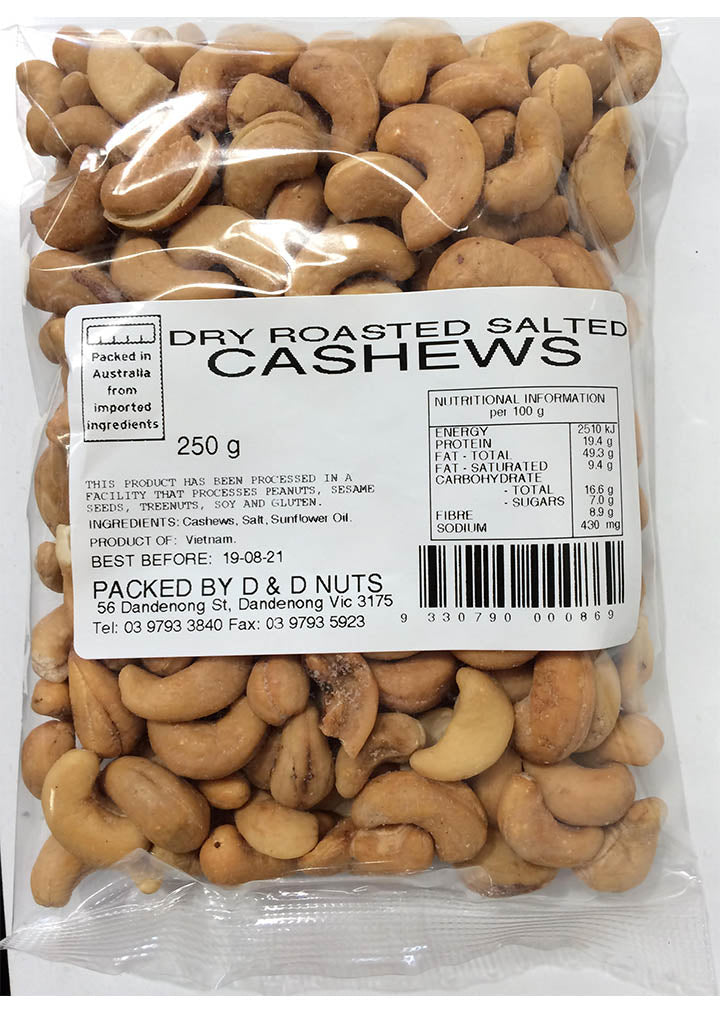 DRY ROASTED SALTED
CASHEWS
Packed in
Australia
from
imported
ingredients
250 g
NUTRITIONAL INFORMATION
per 100 g
ENERGY 2510 kJ
PROTEIN 19.4 g
FAT - TOTAL 49.3 g
FAT - SATURATED 9.4 g
CARBOHYDRATE
- TOTAL 16.6 g
- SUGARS 7.0 g
FIBRE 8.9 g
SODIUM 430 mg
THIS PRODUCT HAS BEEN PROCESSED IN A
FACILITY THAT PROCESSES PEANUTS, SESAME
SEEDS, TREENUTS, SOY AND GLUTEN.
INGREDIENTS: Cashews, Salt, Sunflower Oil.
PRODUCT OF: Vietnam.
BEST BEFORE: 19-08-21
PACKED BY D & D NUTS
56 Dandenong St, Dandenong Vic 3175
Tel: 03 9793 3840 Fax: 03 9793 5923
9 330790 000869